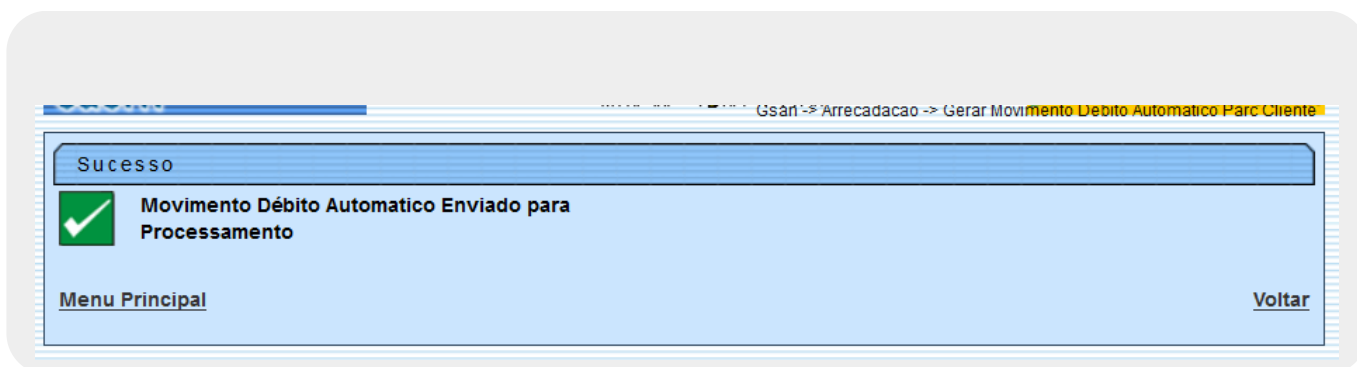 Gsan -> Arrecadacao -> Gerar Movimento Debito Automatico Parc Cliente
Sucesso
Movimento Débito Automatico Enviado para
Processamento
Menu Principal
Voltar